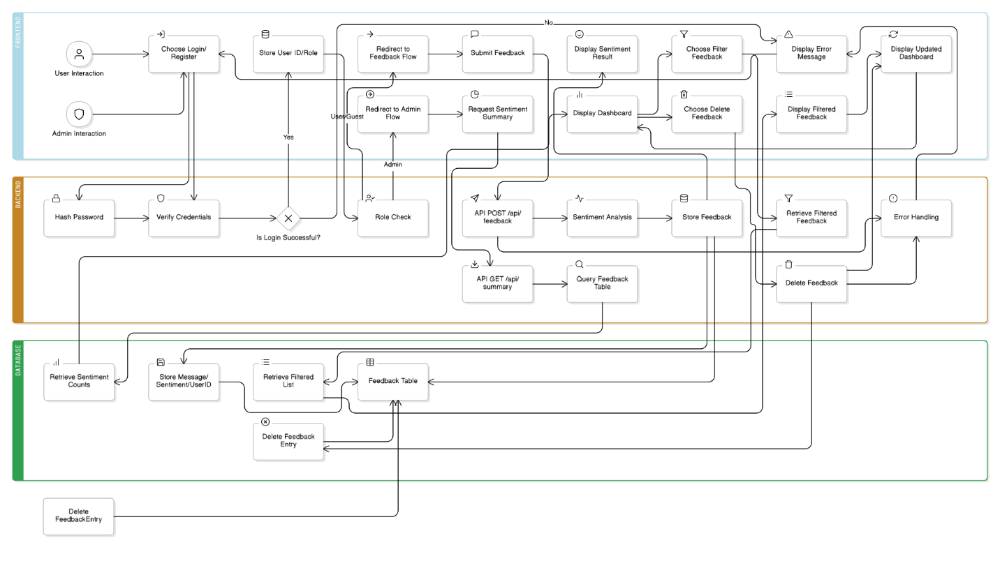 FRONTEND
No
Choose Login/
Register
Store User ID/Role
Redirect to
Feedback Flow
Submit Feedback
Display Sentiment
Result
Choose Filter
Feedback
Display Error
Message
Display Updated
Dashboard
User Interaction
User/Guest
Redirect to Admin
Flow
Request Sentiment
Summary
Display Dashboard
Choose Delete
Feedback
Display Filtered
Feedback
Admin Interaction
Yes
Admin
BACKEND
Hash Password
Verify Credentials
Is Login Successful?
Role Check
API POST /api/
feedback
Sentiment Analysis
Store Feedback
Retrieve Filtered
Feedback
Error Handling
API GET /api/
summary
Query Feedback
Table
Delete Feedback
DATABASE
Retrieve Sentiment
Counts
Store Message/
Sentiment/UserID
Retrieve Filtered
List
Feedback Table
Delete Feedback
Entry
Delete
FeedbackEntry